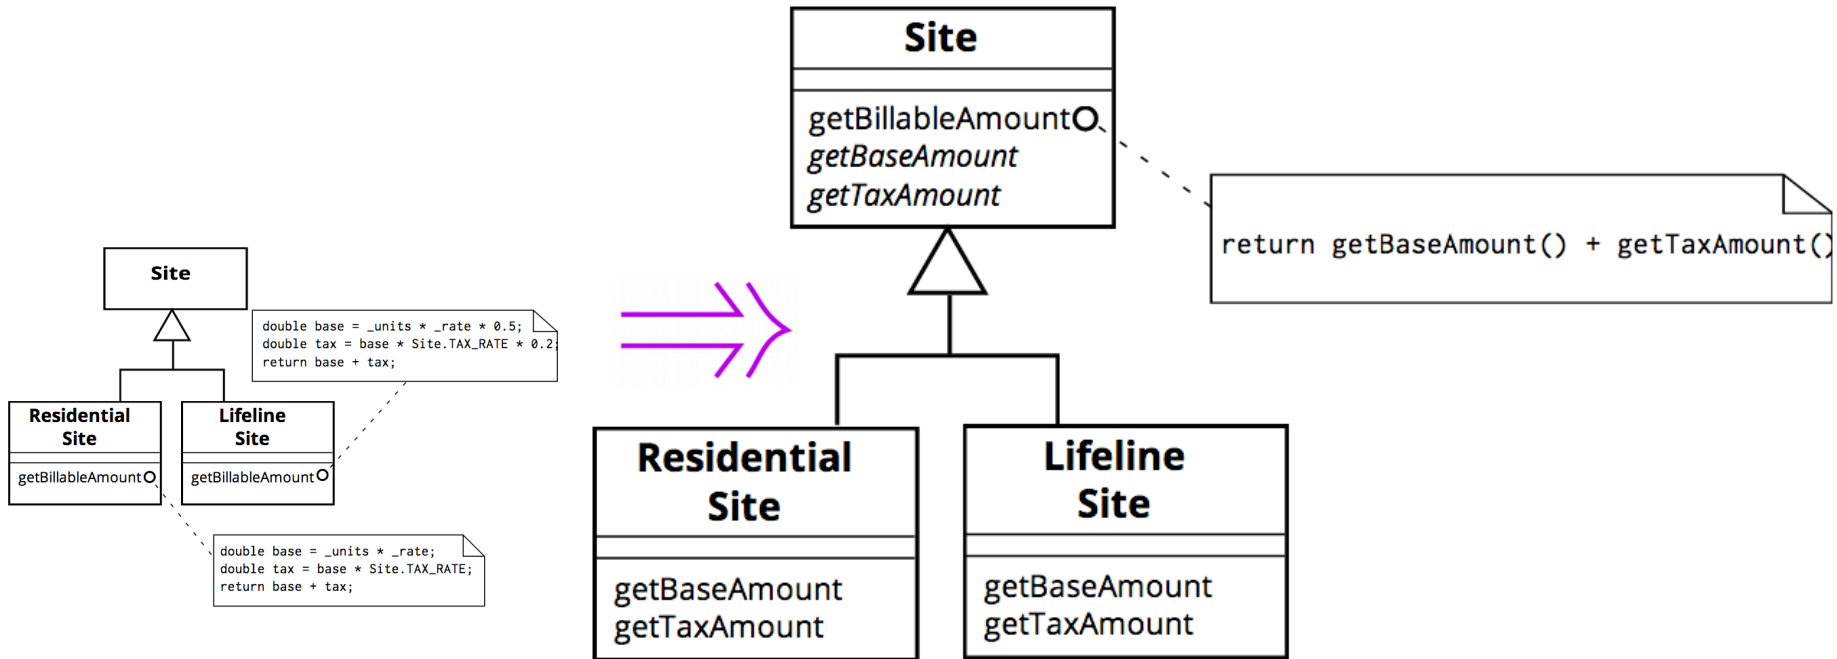 Site
double base = _units * _rate * 0.5;
double tax = base * Site.TAX_RATE * 0.2;
return base + tax;
Residential
Site
getBillableAmount
Lifeline
Site
getBillableAmount
double base = _units * _rate;
double tax = base * Site.TAX_RATE;
return base + tax;
Site
getBillableAmount
getBaseAmount
getTaxAmount
return getBaseAmount() + getTaxAmount()
Residential
Site
getBaseAmount
getTaxAmount
Lifeline
Site
getBaseAmount
getTaxAmount